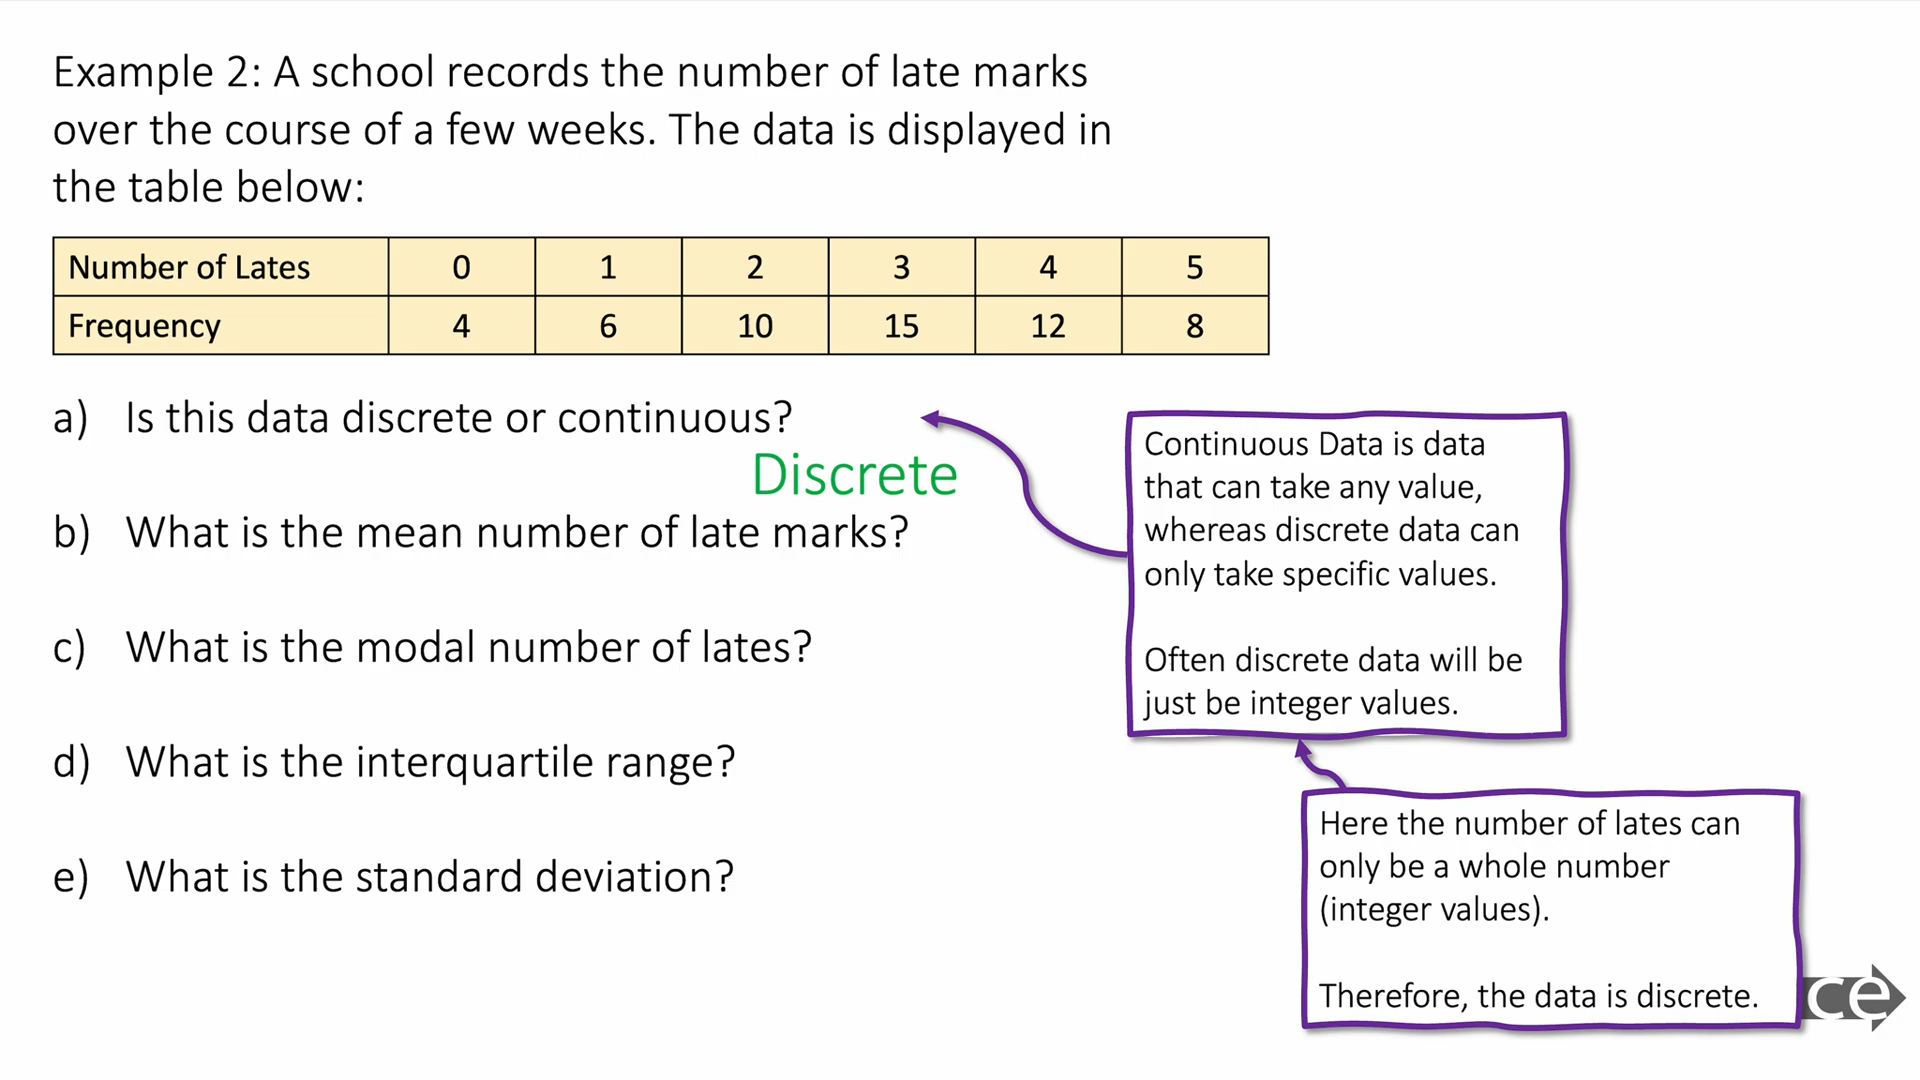 Example 2: A school records the number of late marks
over the course of a few weeks. The data is displayed in
the table below:
Number of Lates 0 1 2 3 4 5
Frequency 4 6 10 15 12 8
a) Is this data discrete or continuous?
Discrete
b) What is the mean number of late marks?
c) What is the modal number of lates?
d) What is the interquartile range?
e) What is the standard deviation?
Continuous Data is data
that can take any value,
whereas discrete data can
only take specific values.
Often discrete data will be
just be integer values.
Here the number of lates can
only be a whole number
(integer values).
Therefore, the data is discrete.
ce